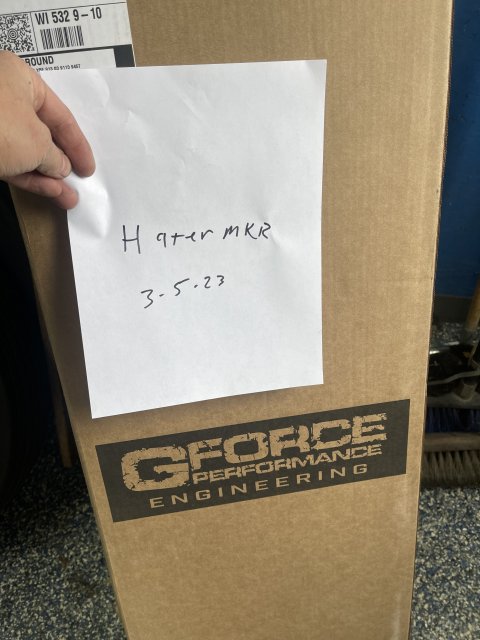 WI 532 9-10
ROUND
HaterMKR
3.5.23
GFORCE
PERFORMANCE
ENGINEERING